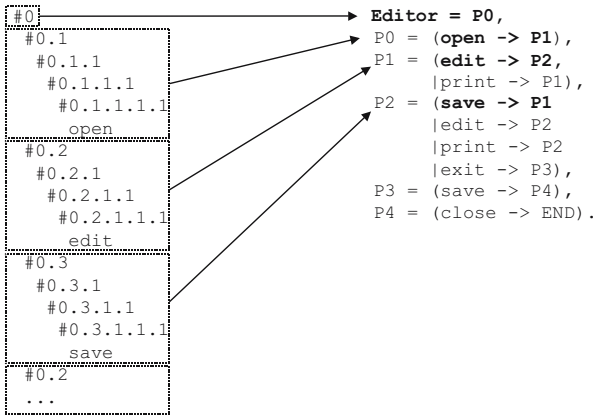 #0
#0.1
#0.1.1
#0.1.1.1
#0.1.1.1.1
open
#0.2
#0.2.1
#0.2.1.1
#0.2.1.1.1
edit
#0.3
#0.3.1
#0.3.1.1
#0.3.1.1.1
save
#0.2
...
Editor = P0,
P0 = (open -> P1),
P1 = (edit -> P2,
|print -> P1),
P2 = (save -> P1
|edit -> P2
|print -> P2
|exit -> P3),
P3 = (save -> P4),
P4 = (close -> END).